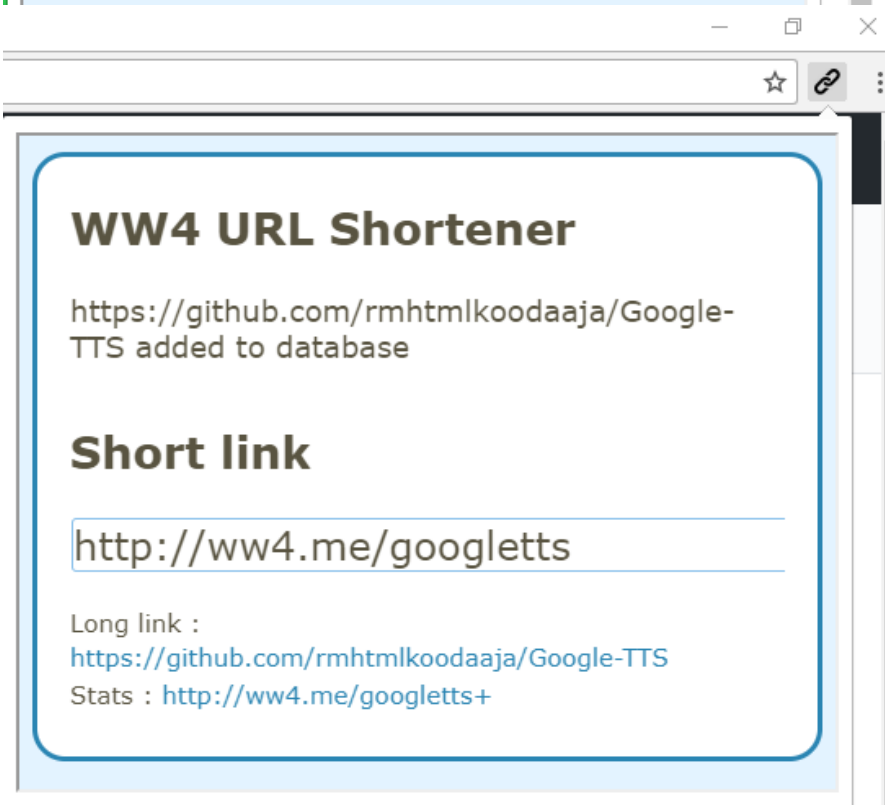 WW4 URL Shortener
https://github.com/rmhtmlkoodaaja/Google-
TTS added to database
Short link
http://ww4.me/googletts
Long link :
https://github.com/rmhtmlkoodaaja/Google-TTS
Stats : http://ww4.me/googletts+